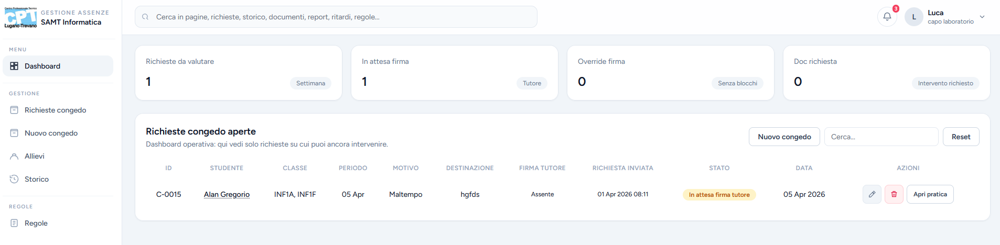 Centro Professionale Tecnico
CPT
Lugano-Trevano
GESTIONE ASSENZE
SAMT Informatica
MENU
Dashboard
GESTIONE
Richieste congedo
Nuovo congedo
Allievi
Storico
REGOLE
Regole
Cerca in pagine, richieste, storico, documenti, report, ritardi, regole...
3
L
Luca
capo laboratorio
Richieste da valutare
1
Settimana
In attesa firma
1
Tutore
Override firma
0
Senza blocchi
Doc richiesta
0
Intervento richiesto
Richieste congedo aperte
Dashboard operativa: qui vedi solo richieste su cui puoi ancora intervenire.
Nuovo congedo
Cerca...
Reset
ID STUDENTE CLASSE PERIODO MOTIVO DESTINAZIONE FIRMA TUTORE RICHIESTA INVIATA STATO DATA AZIONI
C-0015 Alan Gregorio INF1A, INF1F 05 Apr Maltempo hgfds Assente 01 Apr 2026 08:11 In attesa firma tutore 05 Apr 2026 Apri pratica